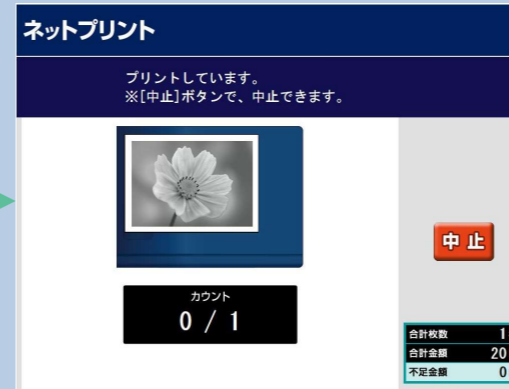 ネットプリント
プリントしています。
※[中止]ボタンで、中止できます。
中止
カウント
0 / 1
合計枚数 1
合計金額 20
不足金額 0